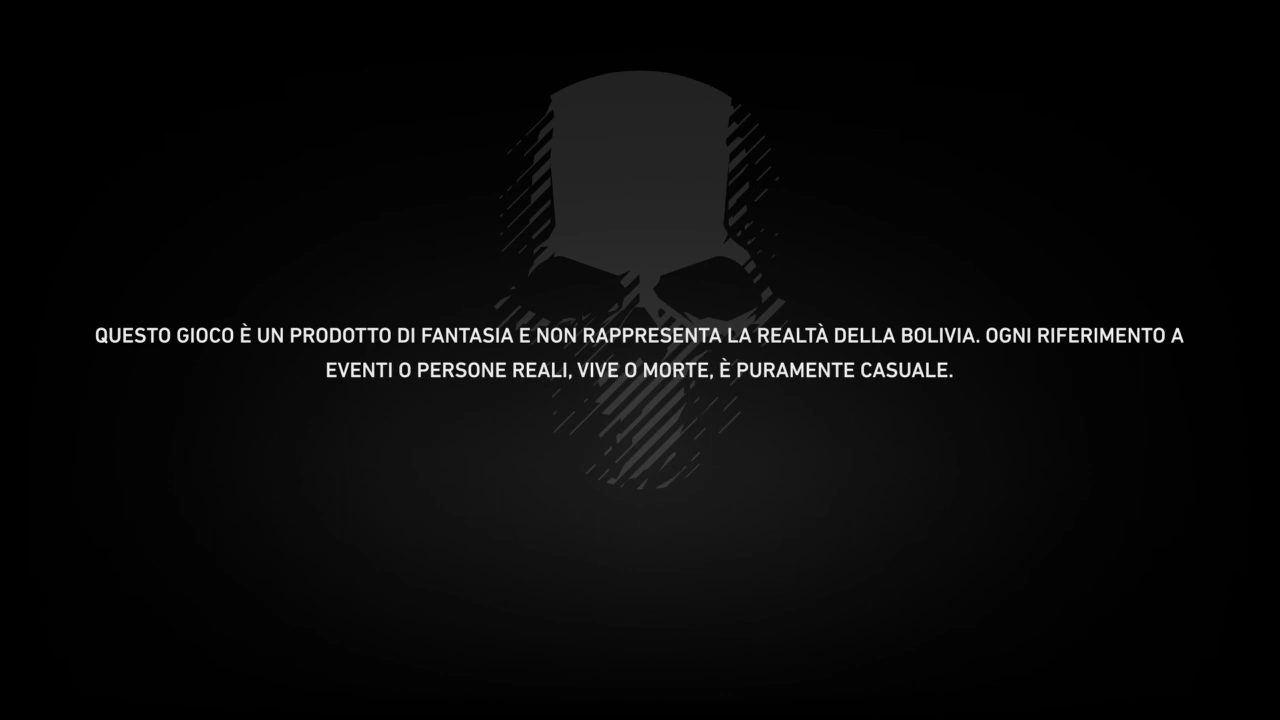 QUESTO GIOCO È UN PRODOTTO DI FANTASIA E NON RAPPRESENTA LA REALTÀ DELLA BOLIVIA. OGNI RIFERIMENTO A
EVENTI O PERSONE REALI, VIVE O MORTE, È PURAMENTE CASUALE.